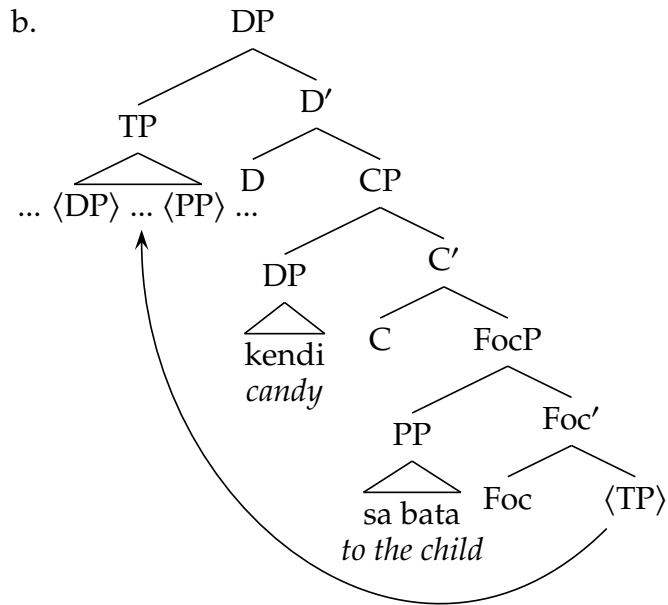 b.
DP
D′
TP
D
CP
... ⟨DP⟩ ... ⟨PP⟩ ...
DP
C′
kendi
candy
C
FocP
PP
Foc′
sa bata
to the child
Foc
⟨TP⟩